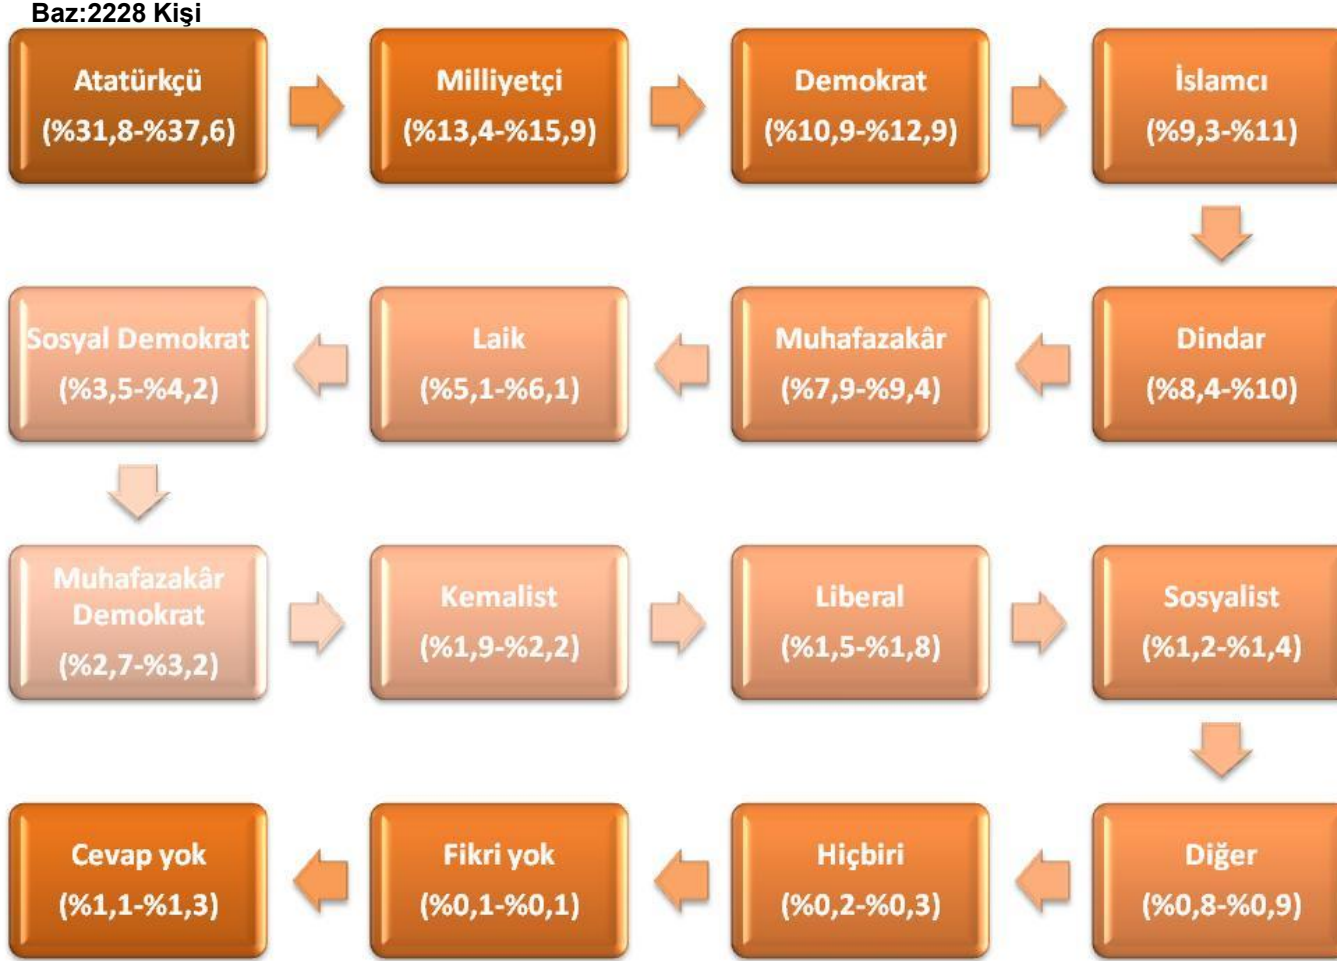 Baz:2228 Kişi
Atatürkçü
(%31,8-%37,6)
Milliyetçi
(%13,4-%15,9)
Demokrat
(%10,9-%12,9)
İslamcı
(%9,3-%11)
Dindar
(%8,4-%10)
Muhafazakâr
(%7,9-%9,4)
Laik
(%5,1-%6,1)
Sosyal Demokrat
(%3,5-%4,2)
Muhafazakâr
Demokrat
(%2,7-%3,2)
Kemalist
(%1,9-%2,2)
Liberal
(%1,5-%1,8)
Sosyalist
(%1,2-%1,4)
Diğer
(%0,8-%0,9)
Hiçbiri
(%0,2-%0,3)
Fikri yok
(%0,1-%0,1)
Cevap yok
(%1,1-%1,3)